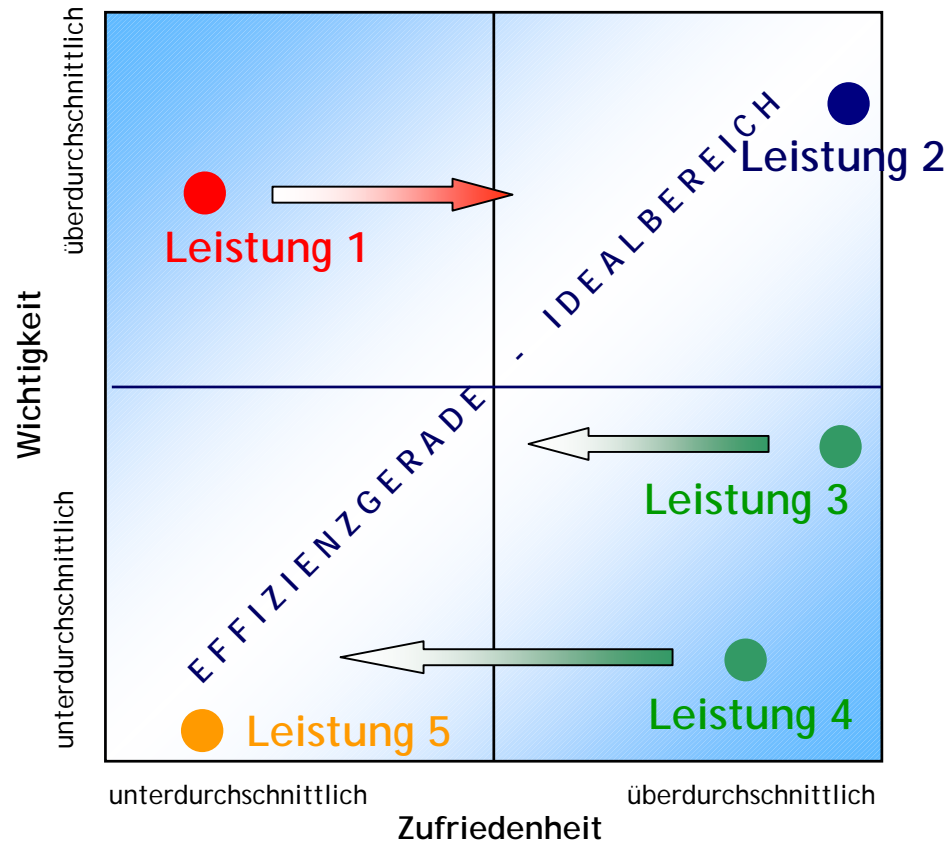 überdurchschnittlich
Wichtigkeit
unterdurchschnittlich
Leistung 1
Leistung 2
EFFIZIENZGERADE - IDEALBEREICH
Leistung 3
Leistung 4
Leistung 5
unterdurchschnittlich
überdurchschnittlich
Zufriedenheit